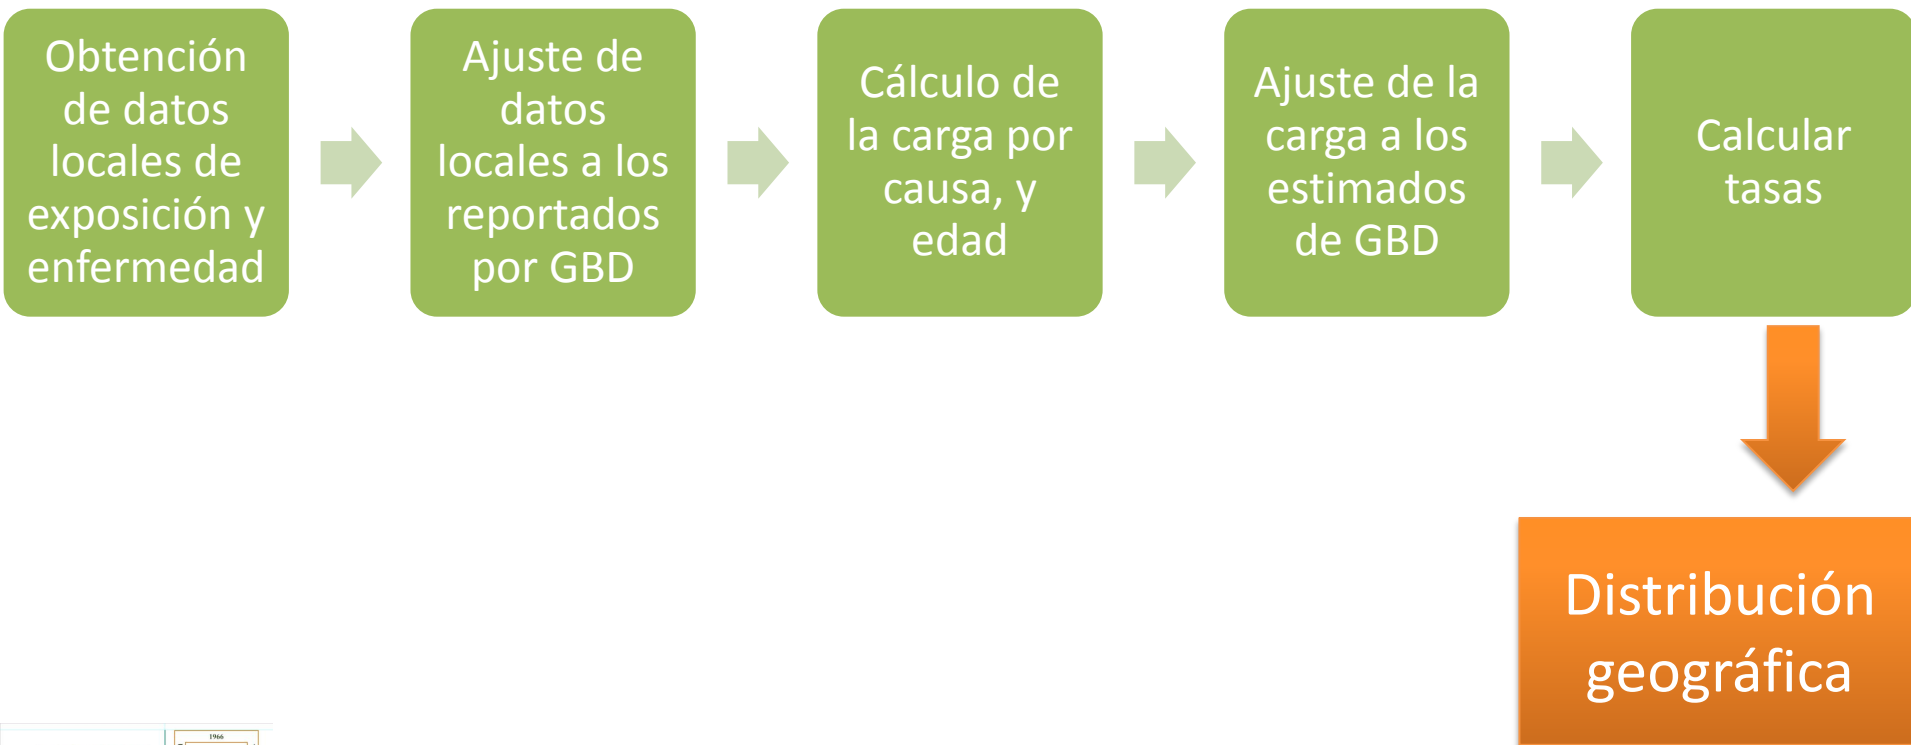 Obtención
de datos
locales de
exposición y
enfermedad
Ajuste de
datos
locales a los
reportados
por GBD
Cálculo de
la carga por
causa, y
edad
Ajuste de la
carga a los
estimados
de GBD
Calcular
tasas
Distribución
geográfica
1966